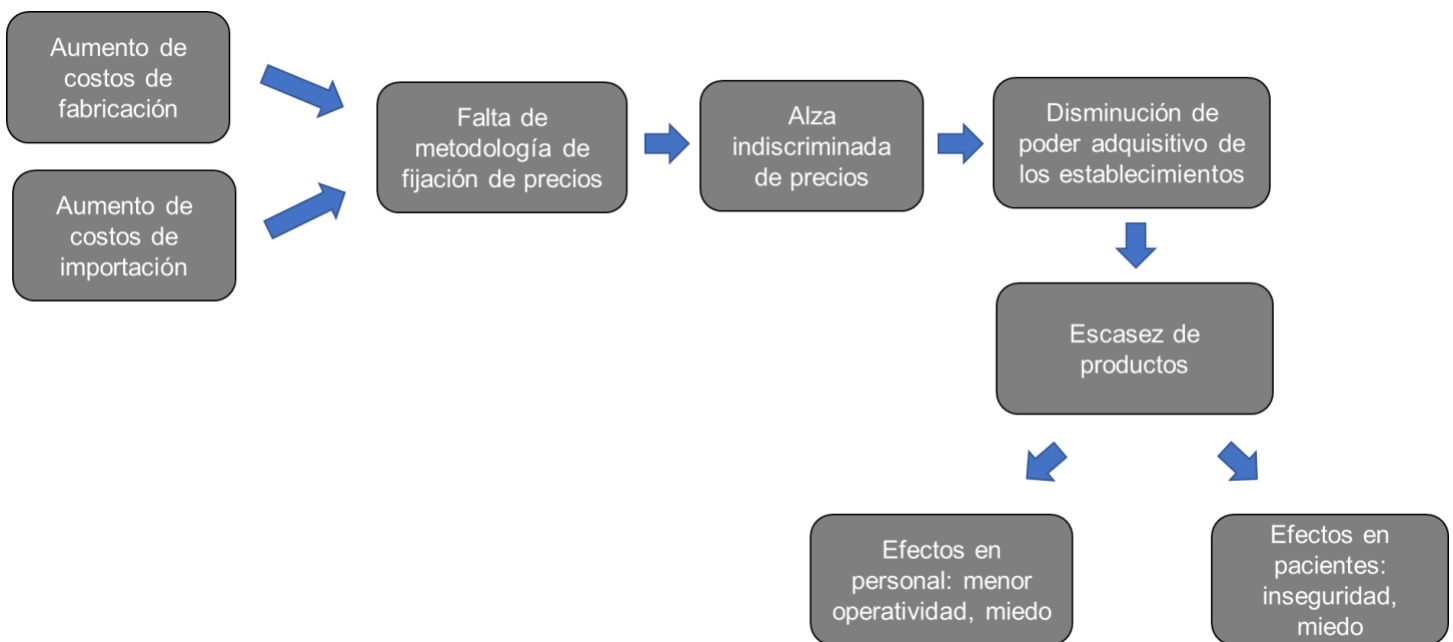 Aumento de
costos de
fabricación
Aumento de
costos de
importación
Falta de
metodología de
fijación de precios
Alza
indiscriminada
de precios
Disminución de
poder adquisitivo de
los establecimientos
Escasez de
productos
Efectos en
personal: menor
operatividad, miedo
Efectos en
pacientes:
inseguridad,
miedo